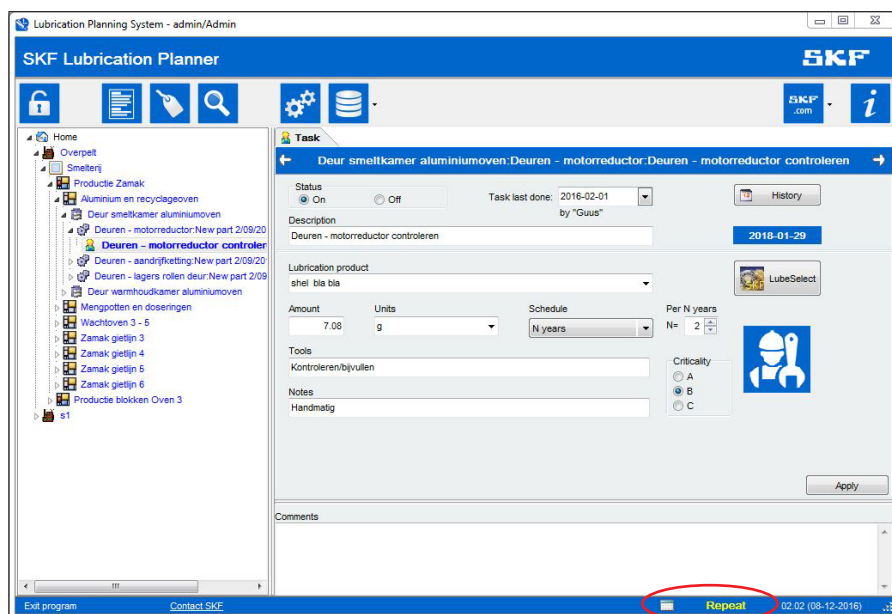 Lubrication Planning System - admin/Admin
SKF Lubrication Planner
SKF
SKF
.com
i
Home
Overpelt
Smelterij
Productie Zamak
Aluminium en recyclageoven
Deur smeltkamer aluminiumoven
Deuren - motorreductor:New part 2/09/20
Deuren - motorreductor controler
Deuren - aandrijfketting:New part 2/09/20
Deuren - lagers rollen deur:New part 2/09
Deur warmhoudkamer aluminiumoven
Mengpotten en doseringen
Wachtoven 3 - 5
Zamak gietlijn 3
Zamak gietlijn 4
Zamak gietlijn 5
Zamak gietlijn 6
Productie blokken Oven 3
s1
Task
Deur smeltkamer aluminiumoven:Deuren - motorreductor:Deuren - motorreductor controleren
Status
On Off
Task last done: 2016-02-01
by "Guus"
History
Description
Deuren - motorreductor controleren
2018-01-29
Lubrication product
shel bla bla
LubeSelect
Amount Units Schedule Per N years
7.08 g N years N= 2
Tools
Kontroleren/bijvullen
Criticality
A
B
C
Notes
Handmatig
Apply
Comments
Exit program Contact SKF Repeat 02.02 (08-12-2016)